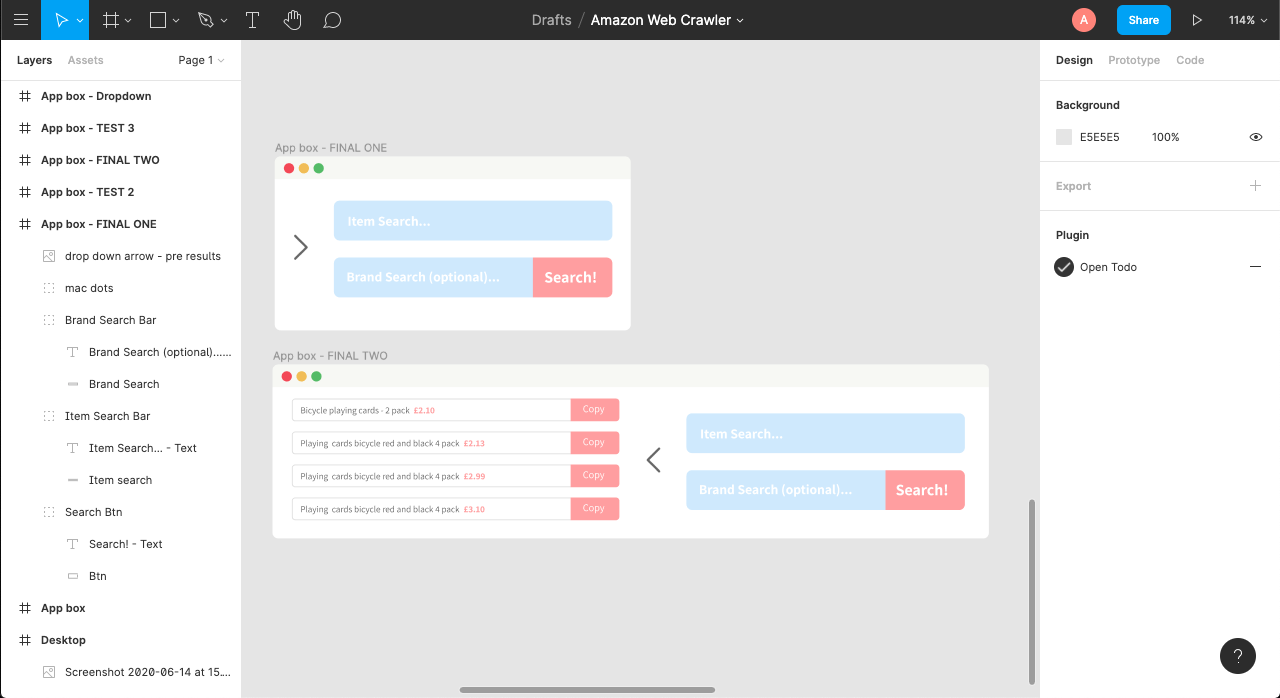 Drafts / Amazon Web Crawler
A
Share
114%
Layers
Assets
Page 1
App box - Dropdown
App box - TEST 3
App box - FINAL TWO
App box - TEST 2
App box - FINAL ONE
drop down arrow - pre results
mac dots
Brand Search Bar
Brand Search (optional)......
Brand Search
Item Search Bar
Item Search... - Text
Item search
Search Btn
Search! - Text
Btn
App box
Desktop
Screenshot 2020-06-14 at 15....
App box - FINAL ONE
Item Search...
Brand Search (optional)...
Search!
App box - FINAL TWO
Bicycle playing cards - 2 pack £2.10
Copy
Playing cards bicycle red and black 4 pack £2.13
Copy
Playing cards bicycle red and black 4 pack £2.99
Copy
Playing cards bicycle red and black 4 pack £3.10
Copy
Item Search...
Brand Search (optional)...
Search!
Design
Prototype
Code
Background
E5E5E5
100%
Export
Plugin
Open Todo
?